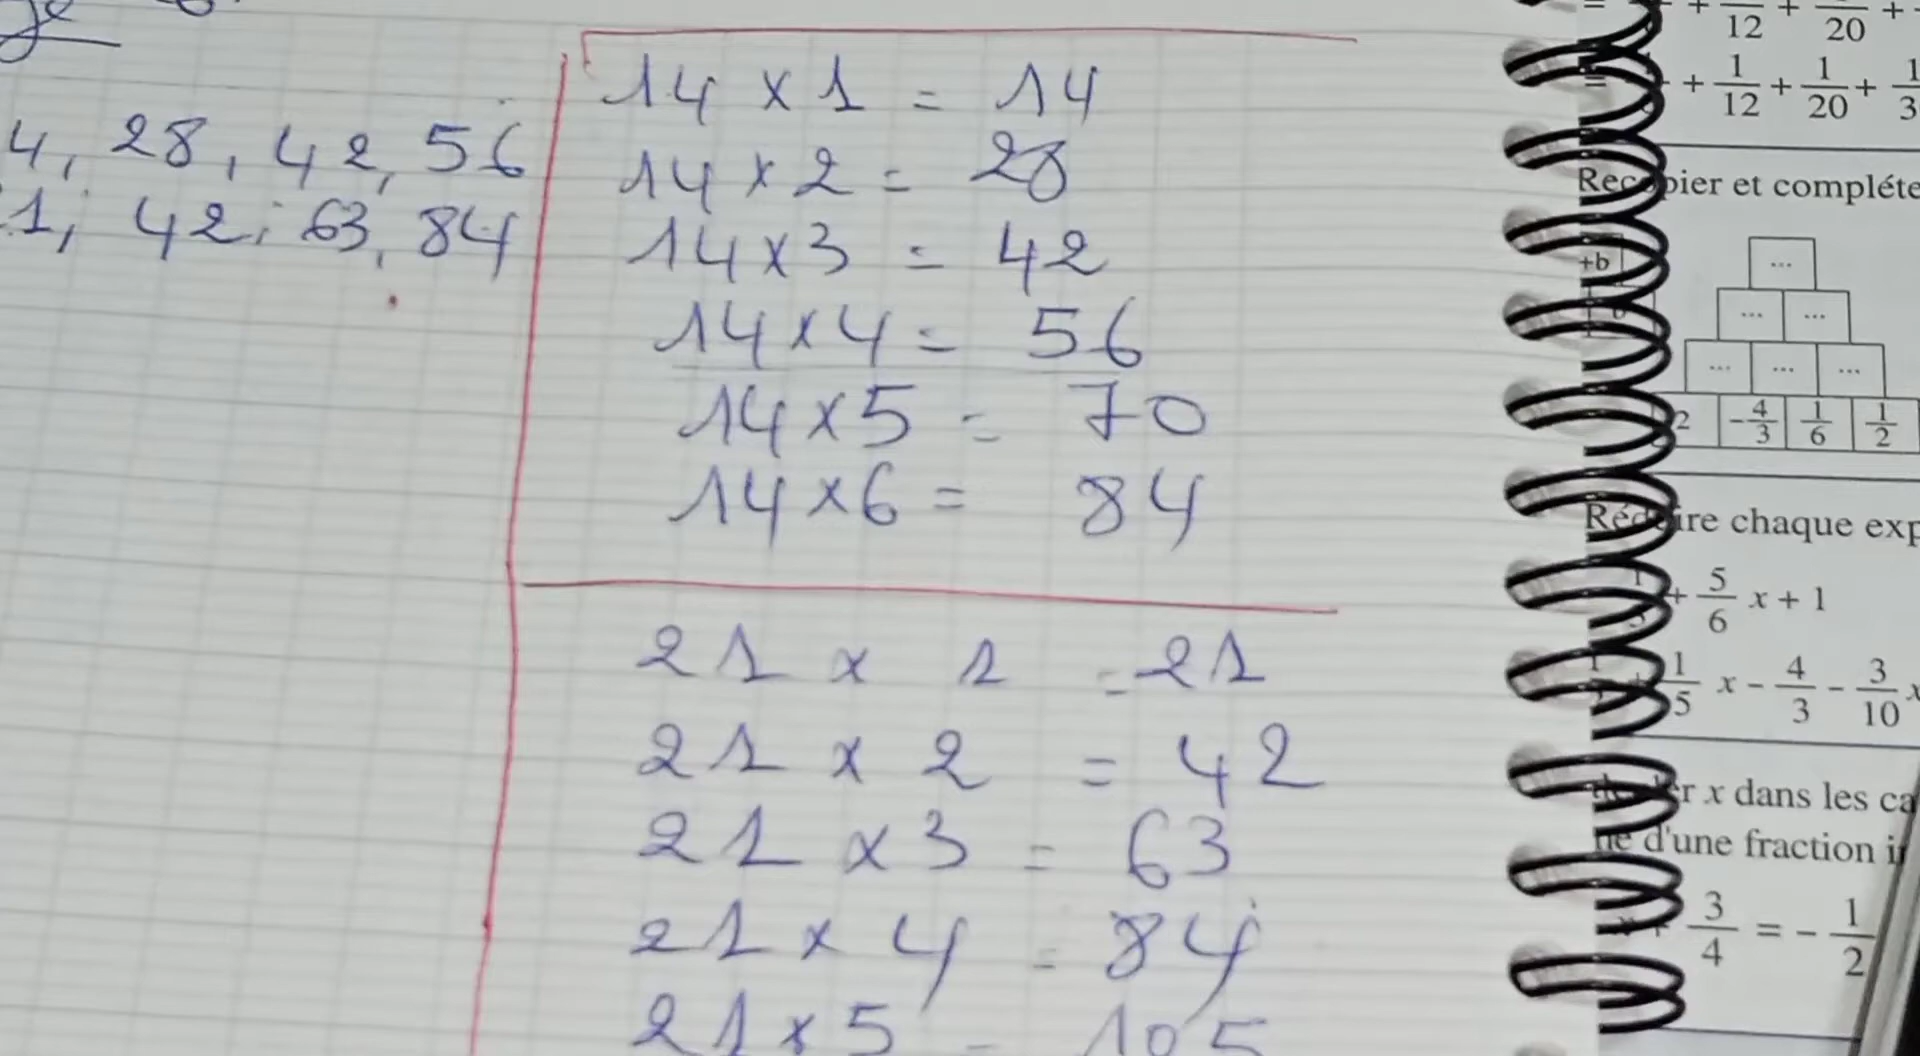 4, 28, 42, 56
1, 42, 63, 84
14 x 1 = 14
14 x 2 = 28
14 x 3 = 42
14 x 4 = 56
14 x 5 = 70
14 x 6 = 84
21 x 1 = 21
21 x 2 = 42
21 x 3 = 63
21 x 4 = 84
21 x 5 = 105
+ 12 + 20 +
= + 1/12 + 1/20 + 1/3
Recopier et compléte
+b
...
... ...
... ... ...
2 -4/3 1/6 1/2
Réduire chaque exp
+ 5/6 x + 1
1/5 x - 4/3 - 3/10 x
r x dans les ca
ne d'une fraction i
3/4 = - 1/2